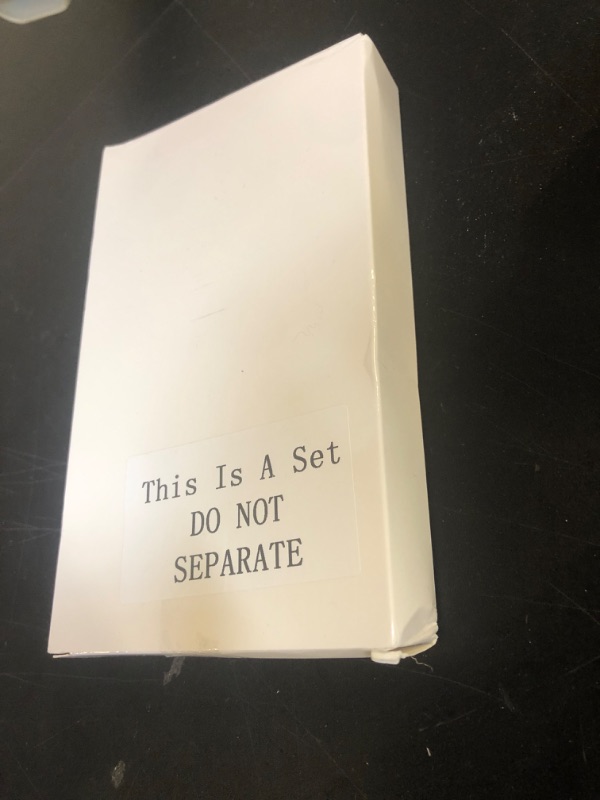 This Is A Set
DO NOT
SEPARATE